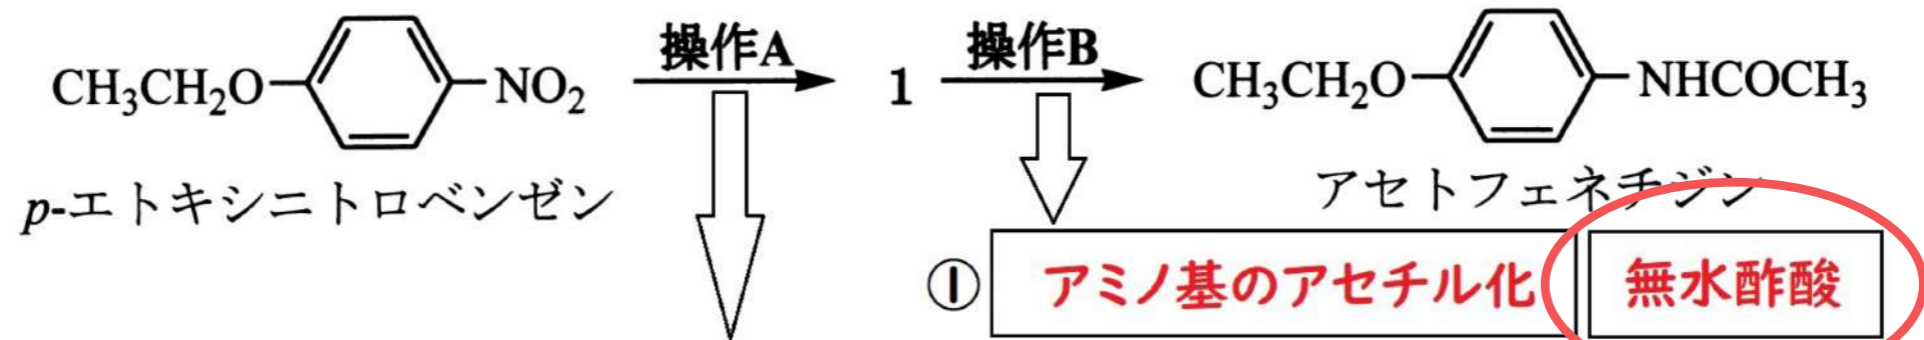 操作A
操作B
CH₃CH₂O
NO₂
1
CH₃CH₂O
NHCOCH₃
p-エトキシニトロベンゼン
アセトフェネチジン
① アミノ基のアセチル化 無水酢酸